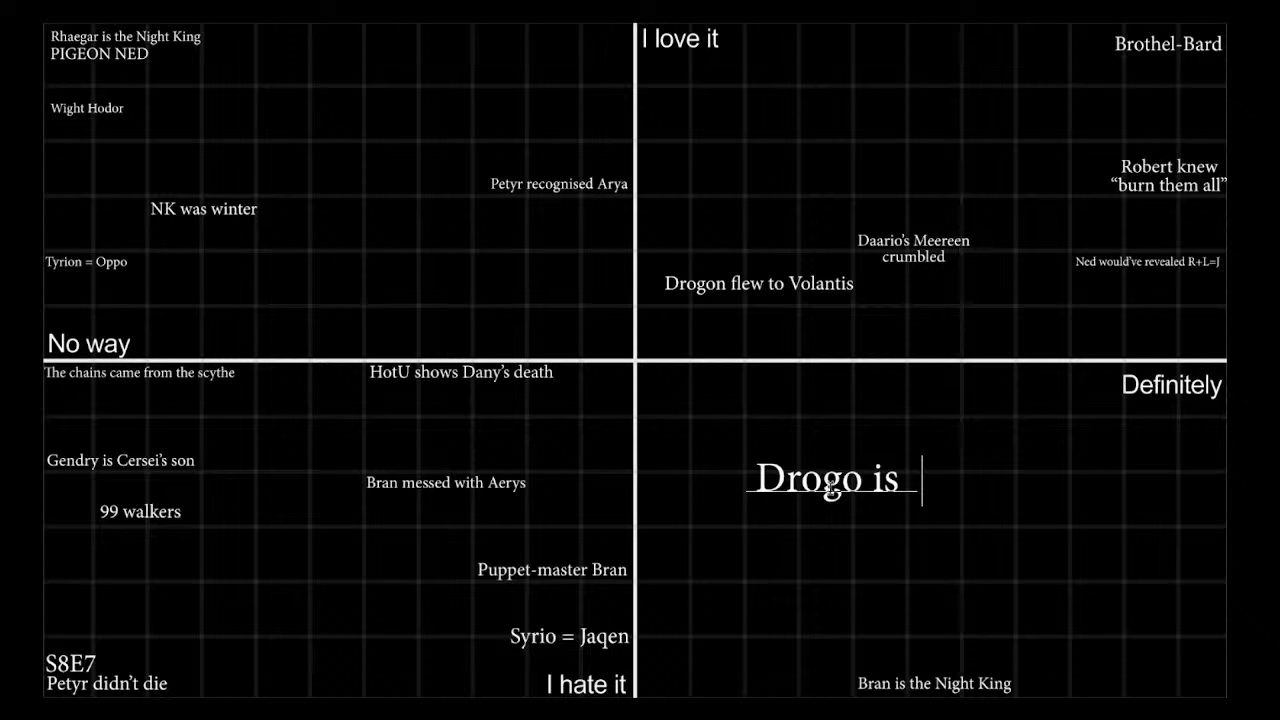 Rhaegar is the Night King
PIGEON NED
I love it
Brothel-Bard
Wight Hodor
Petyr recognised Arya
Robert knew
“burn them all”
NK was winter
Daario’s Meereen
crumbled
Tyrion = Oppo
Ned would’ve revealed R+L=J
Drogon flew to Volantis
No way
The chains came from the scythe
HotU shows Dany’s death
Definitely
Gendry is Cersei’s son
Bran messed with Aerys
Drogo is
99 walkers
Puppet-master Bran
Syrio = Jaqen
S8E7
Petyr didn’t die
I hate it
Bran is the Night King